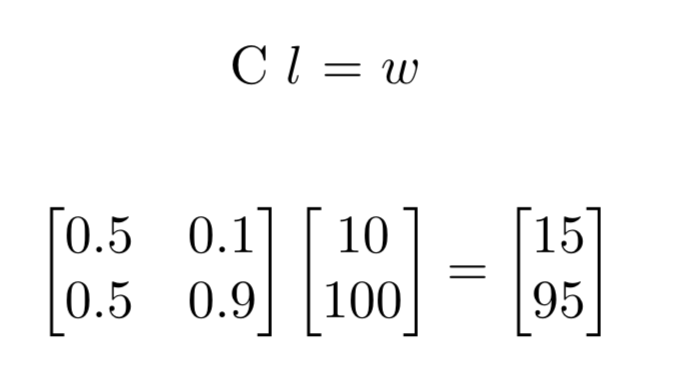 C l = w
[0.5 0.1] [10] = [15]
[0.5 0.9] [100] [95]